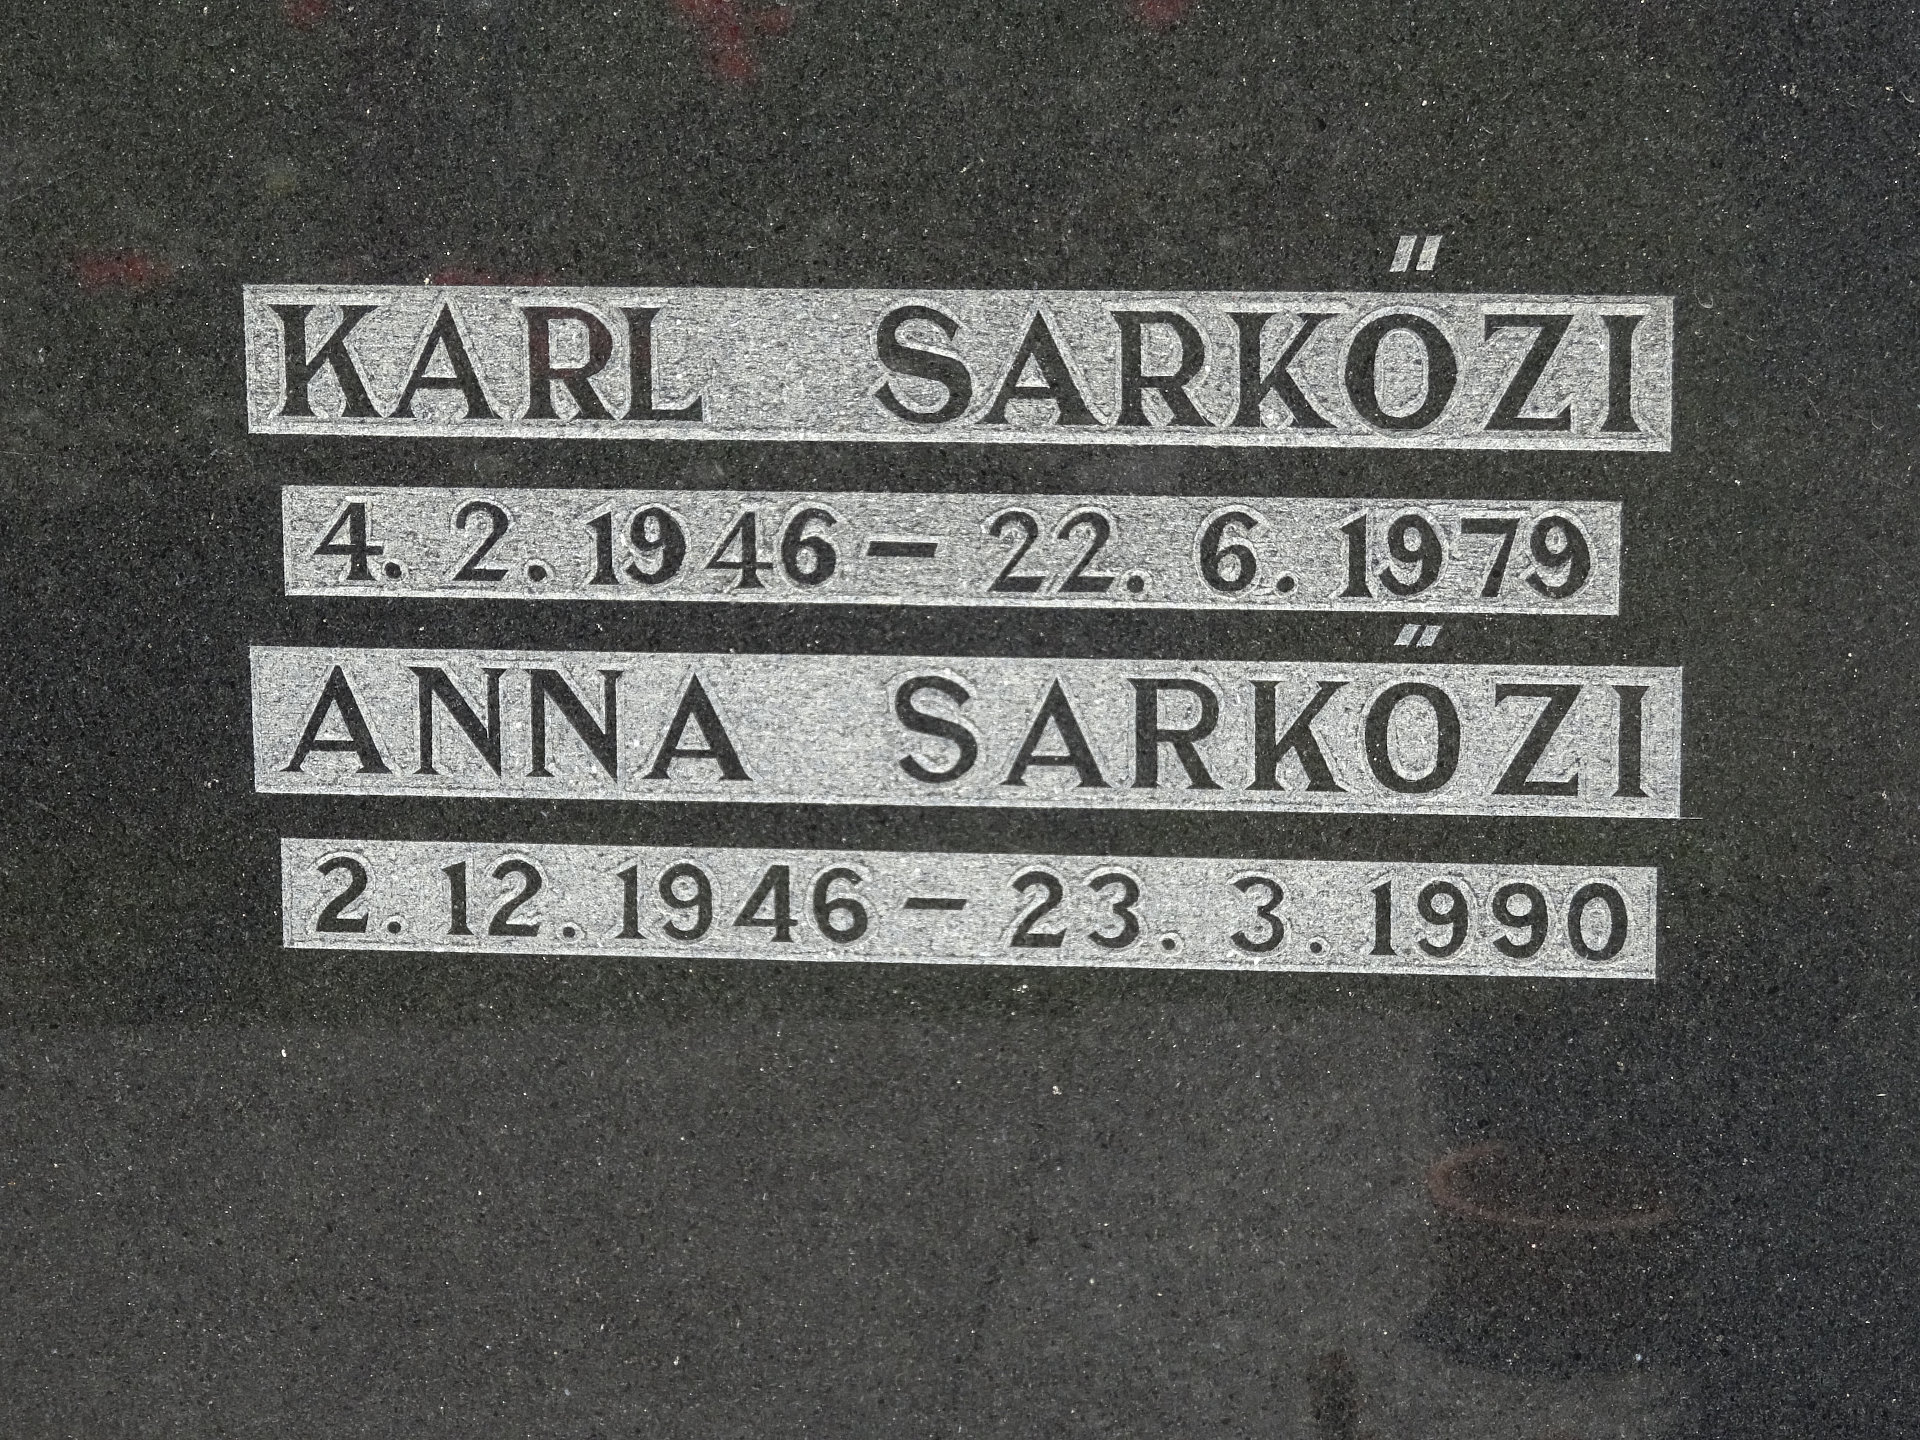 KARL SARKŐZI
4. 2. 1946 – 22. 6. 1979
ANNA SARKŐZI
2. 12. 1946 – 23. 3. 1990